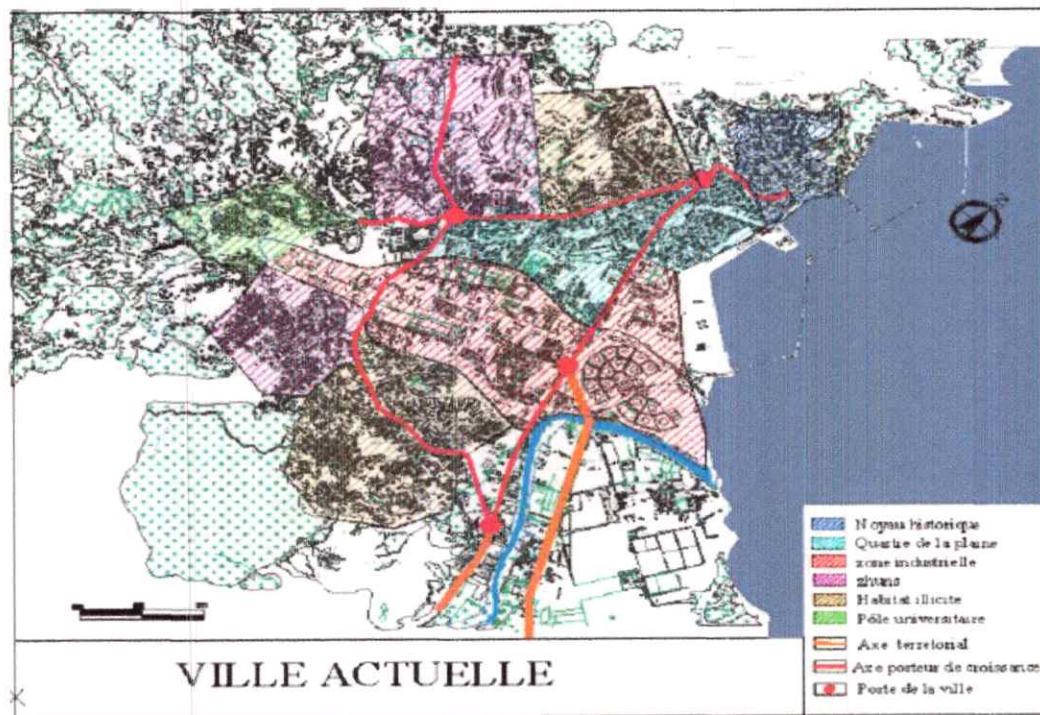 N
Noyau historique
Quartre de la plaine
zone industrielle
zhuns
Habitat illicite
Pôle universitaire
Axe terretorial
Axe porteur de croissance
Porte de la ville
VILLE ACTUELLE